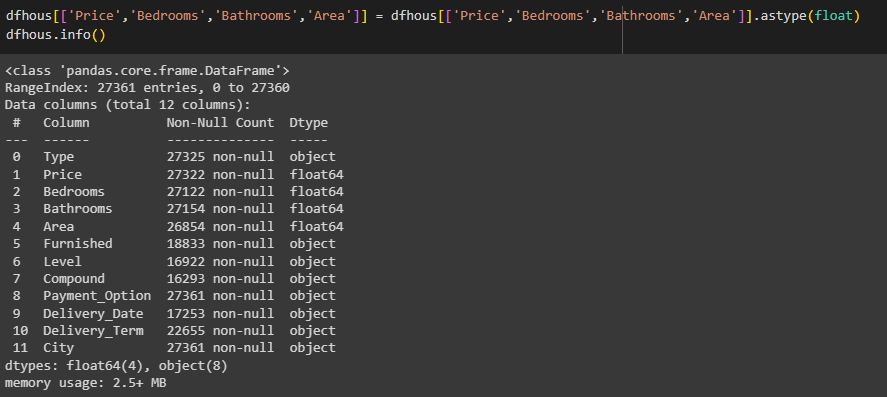 dfhous[['Price','Bedrooms','Bathrooms','Area']] = dfhous[['Price','Bedrooms','Bathrooms','Area']].astype(float)
dfhous.info()
<class 'pandas.core.frame.DataFrame'>
RangeIndex: 27361 entries, 0 to 27360
Data columns (total 12 columns):
 #   Column          Non-Null Count  Dtype
---  ------          --------------  -----
 0   Type            27325 non-null  object
 1   Price           27322 non-null  float64
 2   Bedrooms        27122 non-null  float64
 3   Bathrooms       27154 non-null  float64
 4   Area            26854 non-null  float64
 5   Furnished       18833 non-null  object
 6   Level           16922 non-null  object
 7   Compound        16293 non-null  object
 8   Payment_Option  27361 non-null  object
 9   Delivery_Date   17253 non-null  object
 10  Delivery_Term   22655 non-null  object
 11  City            27361 non-null  object
dtypes: float64(4), object(8)
memory usage: 2.5+ MB